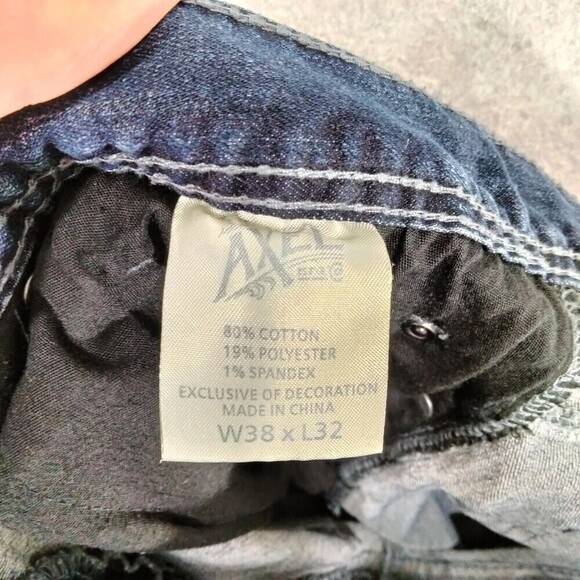 AXEL
80% COTTON
19% POLYESTER
1% SPANDEX
EXCLUSIVE OF DECORATION
MADE IN CHINA
W38 x L32